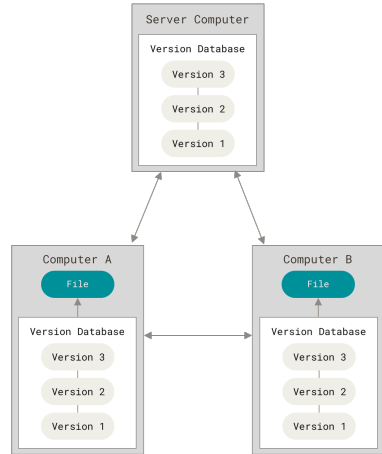 Server Computer
Version Database
Version 3
Version 2
Version 1
Computer A
File
Version Database
Version 3
Version 2
Version 1
Computer B
File
Version Database
Version 3
Version 2
Version 1